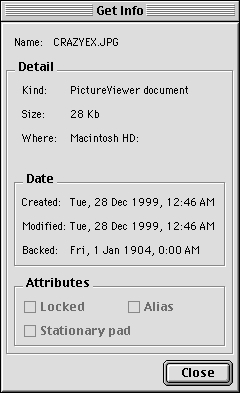 Get Info
Name: CRAZYEX.JPG
Detail
Kind: PictureViewer document
Size: 28 Kb
Where: Macintosh HD:
Date
Created: Tue, 28 Dec 1999, 12:46 AM
Modified: Tue, 28 Dec 1999, 12:46 AM
Backed: Fri, 1 Jan 1904, 0:00 AM
Attributes
Locked Alias
Stationary pad
Close